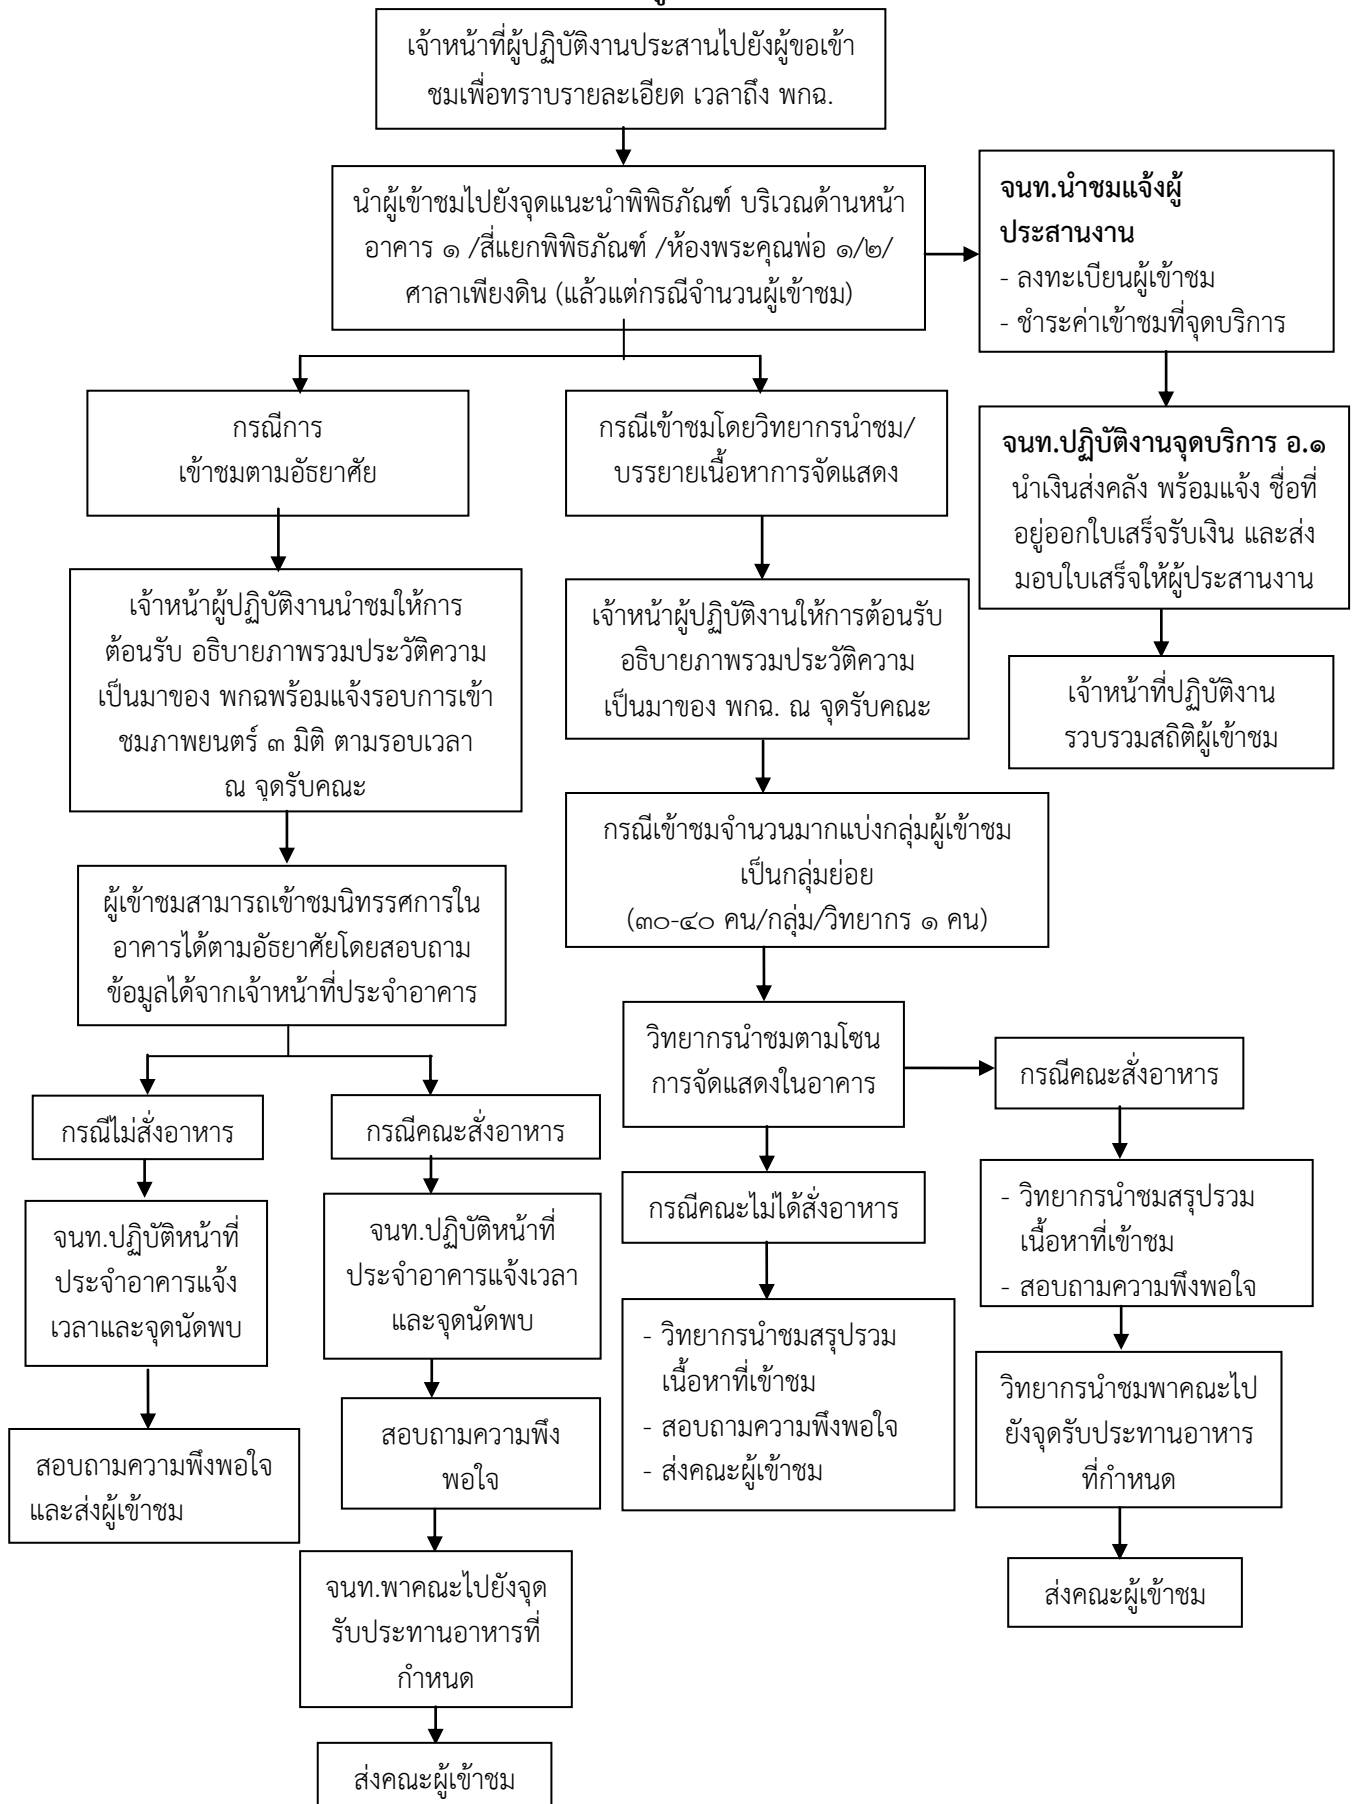 เจ้าหน้าที่ผู้ปฏิบัติงานประสานไปยังผู้ขอเข้า
ชมเพื่อทราบรายละเอียด เวลาถึง พกฉ.
นำผู้เข้าชมไปยังจุดแนะนำพิพิธภัณฑ์ บริเวณด้านหน้า
อาคาร ๑ /สี่แยกพิพิธภัณฑ์ /ห้องพระคุณพ่อ ๑/๒/
ศาลาเพียงดิน (แล้วแต่กรณีจำนวนผู้เข้าชม)
จนท.นำชมแจ้งผู้
ประสานงาน
- ลงทะเบียนผู้เข้าชม
- ชำระค่าเข้าชมที่จุดบริการ
กรณีการ
เข้าชมตามอัธยาศัย
กรณีเข้าชมโดยวิทยากรนำชม/
บรรยายเนื้อหาการจัดแสดง
จนท.ปฏิบัติงานจุดบริการ อ.๑
นำเงินส่งคลัง พร้อมแจ้ง ชื่อที่
อยู่ออกใบเสร็จรับเงิน และส่ง
มอบใบเสร็จให้ผู้ประสานงาน
เจ้าหน้าผู้ปฏิบัติงานนำชมให้การ
ต้อนรับ อธิบายภาพรวมประวัติความ
เป็นมาของ พกฉพร้อมแจ้งรอบการเข้า
ชมภาพยนตร์ ๓ มิติ ตามรอบเวลา
ณ จุดรับคณะ
เจ้าหน้าผู้ปฏิบัติงานให้การต้อนรับ
อธิบายภาพรวมประวัติความ
เป็นมาของ พกฉ. ณ จุดรับคณะ
เจ้าหน้าที่ปฏิบัติงาน
รวบรวมสถิติผู้เข้าชม
กรณีเข้าชมจำนวนมากแบ่งกลุ่มผู้เข้าชม
เป็นกลุ่มย่อย
(๓๐-๔๐ คน/กลุ่ม/วิทยากร ๑ คน)
ผู้เข้าชมสามารถเข้าชมนิทรรศการใน
อาคารได้ตามอัธยาศัยโดยสอบถาม
ข้อมูลได้จากเจ้าหน้าที่ประจำอาคาร
วิทยากรนำชมตามโซน
การจัดแสดงในอาคาร
กรณีคณะสั่งอาหาร
กรณีไม่สั่งอาหาร
กรณีคณะสั่งอาหาร
กรณีคณะไม่ได้สั่งอาหาร
- วิทยากรนำชมสรุปรวม
เนื้อหาที่เข้าชม
- สอบถามความพึงพอใจ
จนท.ปฏิบัติหน้าที่
ประจำอาคารแจ้ง
เวลาและจุดนัดพบ
จนท.ปฏิบัติหน้าที่
ประจำอาคารแจ้งเวลา
และจุดนัดพบ
- วิทยากรนำชมสรุปรวม
เนื้อหาที่เข้าชม
- สอบถามความพึงพอใจ
- ส่งคณะผู้เข้าชม
วิทยากรนำชมพาคณะไป
ยังจุดรับประทานอาหาร
ที่กำหนด
สอบถามความพึงพอใจ
และส่งผู้เข้าชม
สอบถามความพึง
พอใจ
จนท.พาคณะไปยังจุด
รับประทานอาหารที่
กำหนด
ส่งคณะผู้เข้าชม
ส่งคณะผู้เข้าชม